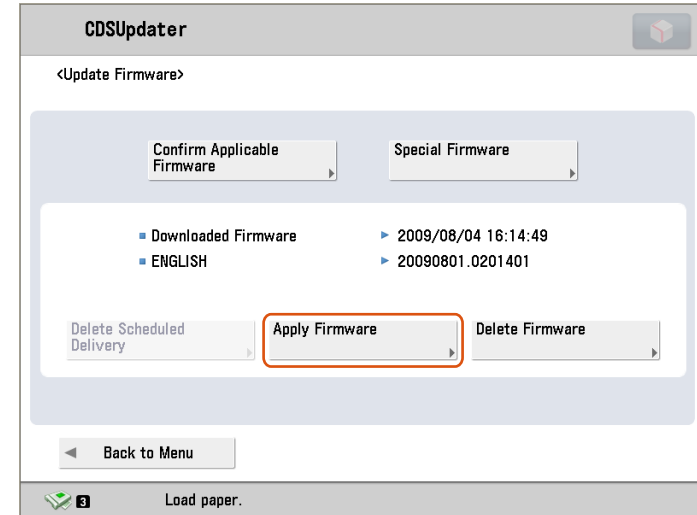 CDSUpdater
<Update Firmware>
Confirm Applicable
Firmware
Special Firmware
Downloaded Firmware
2009/08/04 16:14:49
ENGLISH
20090801.0201401
Delete Scheduled
Delivery
Apply Firmware
Delete Firmware
Back to Menu
3
Load paper.